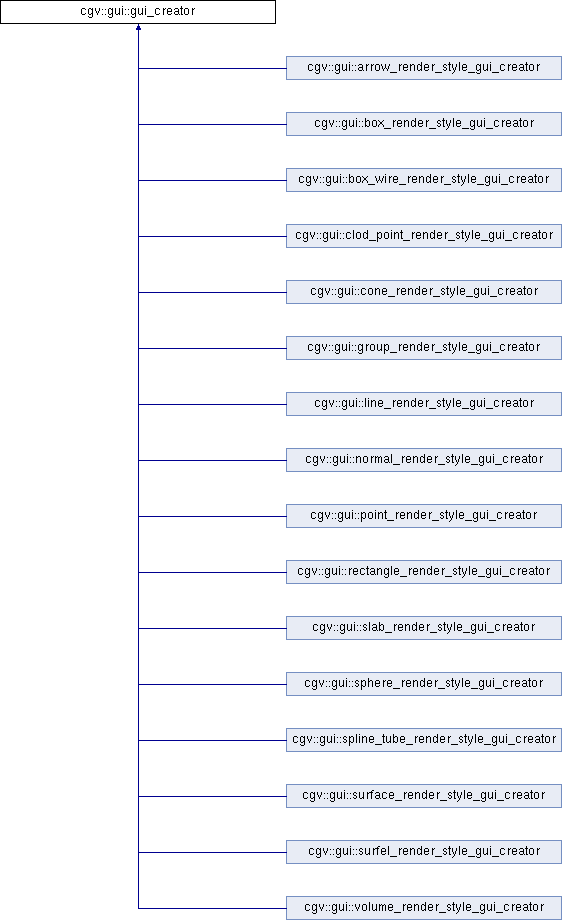 cgv::gui::gui_creator
cgv::gui::arrow_render_style_gui_creator
cgv::gui::box_render_style_gui_creator
cgv::gui::box_wire_render_style_gui_creator
cgv::gui::clod_point_render_style_gui_creator
cgv::gui::cone_render_style_gui_creator
cgv::gui::group_render_style_gui_creator
cgv::gui::line_render_style_gui_creator
cgv::gui::normal_render_style_gui_creator
cgv::gui::point_render_style_gui_creator
cgv::gui::rectangle_render_style_gui_creator
cgv::gui::slab_render_style_gui_creator
cgv::gui::sphere_render_style_gui_creator
cgv::gui::spline_tube_render_style_gui_creator
cgv::gui::surface_render_style_gui_creator
cgv::gui::surfel_render_style_gui_creator
cgv::gui::volume_render_style_gui_creator